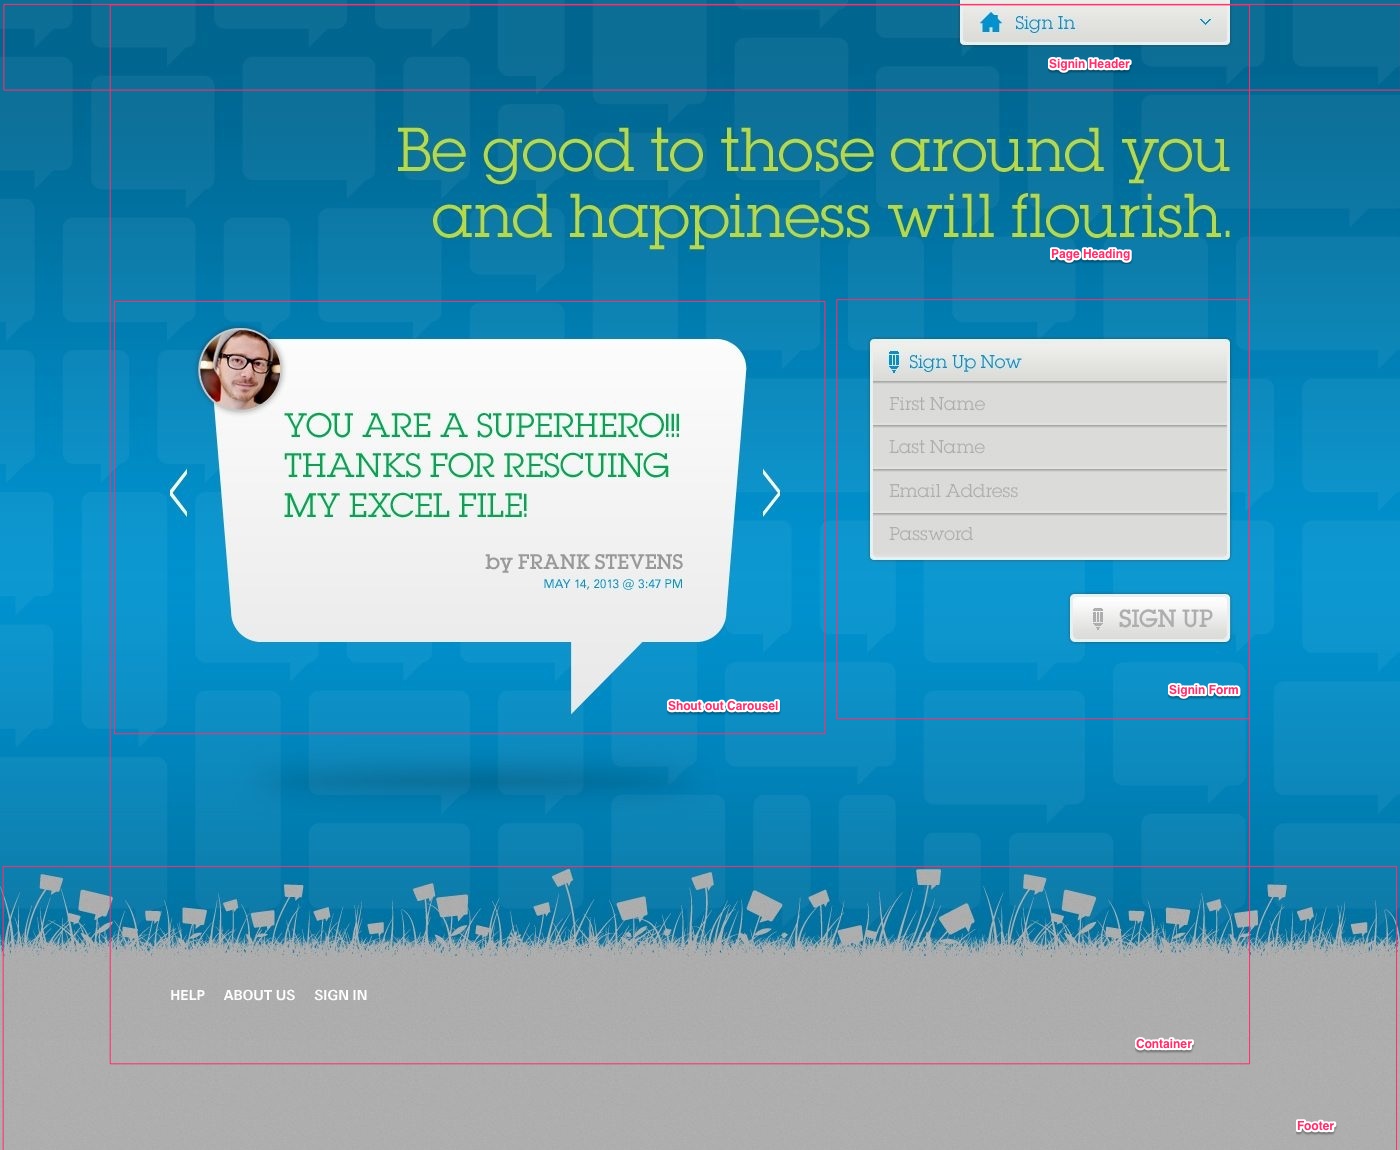 Sign In
Signin Header
Be good to those around you
and happiness will flourish.
Page Heading
YOU ARE A SUPERHERO!!!
THANKS FOR RESCUING
MY EXCEL FILE!
by FRANK STEVENS
MAY 14, 2013 @ 3:47 PM
Shout out Carousel
Sign Up Now
First Name
Last Name
Email Address
Password
SIGN UP
Signin Form
HELP ABOUT US SIGN IN
Container
Footer